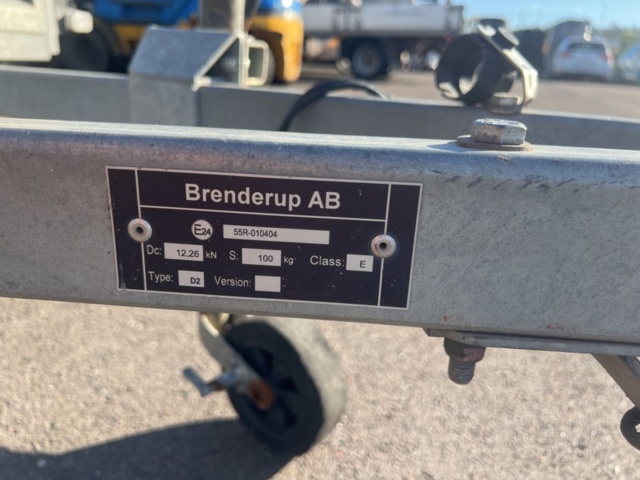 Brenderup AB
E24 55R-010404
Dc: 12,26 kN S: 100 kg Class: E
Type: D2 Version: